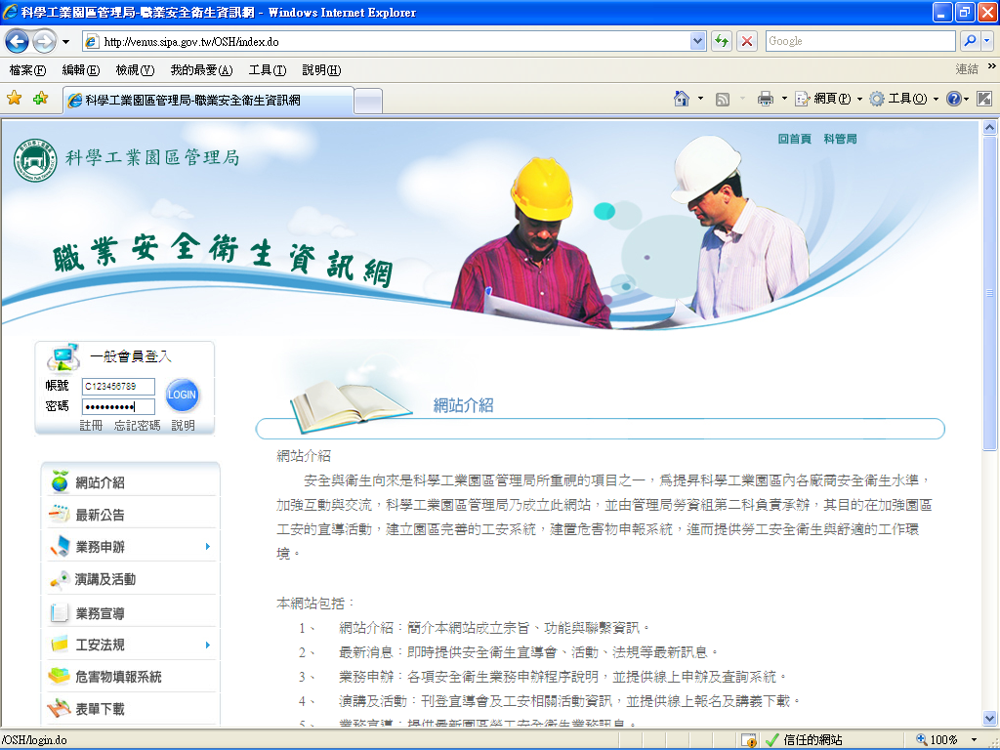 科學工業園區管理局-職業安全衛生資訊網 - Windows Internet Explorer
http://venus.sipa.gov.tw/OSH/index.do
Google
檔案(F) 編輯(E) 檢視(V) 我的最愛(A) 工具(T) 說明(H)
連結 »
科學工業園區管理局-職業安全衛生資訊網
網頁(P) 工具(O)
回首頁 科管局
科學工業園區管理局
職業安全衛生資訊網
一般會員登入
帳號 C123456789
密碼 ••••••••••
LOGIN
註冊 忘記密碼 說明
網站介紹
最新公告
業務申辦
演講及活動
業務宣導
工安法規
危害物填報系統
表單下載
網站介紹
網站介紹
安全與衛生向來是科學工業園區管理局所重視的項目之一，為提昇科學工業園區內各廠商安全衛生水準，
加強互動與交流，科學工業園區管理局乃成立此網站，並由管理局勞資組第二科負責承辦，其目的在加強園區
工安的宣導活動，建立園區完善的工安系統，建置危害物申報系統，進而提供勞工安全衛生與舒適的工作環
境。
本網站包括：
1、 網站介紹：簡介本網站成立宗旨、功能與聯繫資訊。
2、 最新消息：即時提供安全衛生宣導會、活動、法規等最新訊息。
3、 業務申辦：各項安全衛生業務申辦程序說明，並提供線上申辦及查詢系統。
4、 演講及活動：刊登宣導會及工安相關活動資訊，並提供線上報名及講義下載。
5、 業務宣導：提供最新園區勞工安全衛生業務訊息。
/OSH/login.do
信任的網站
100%